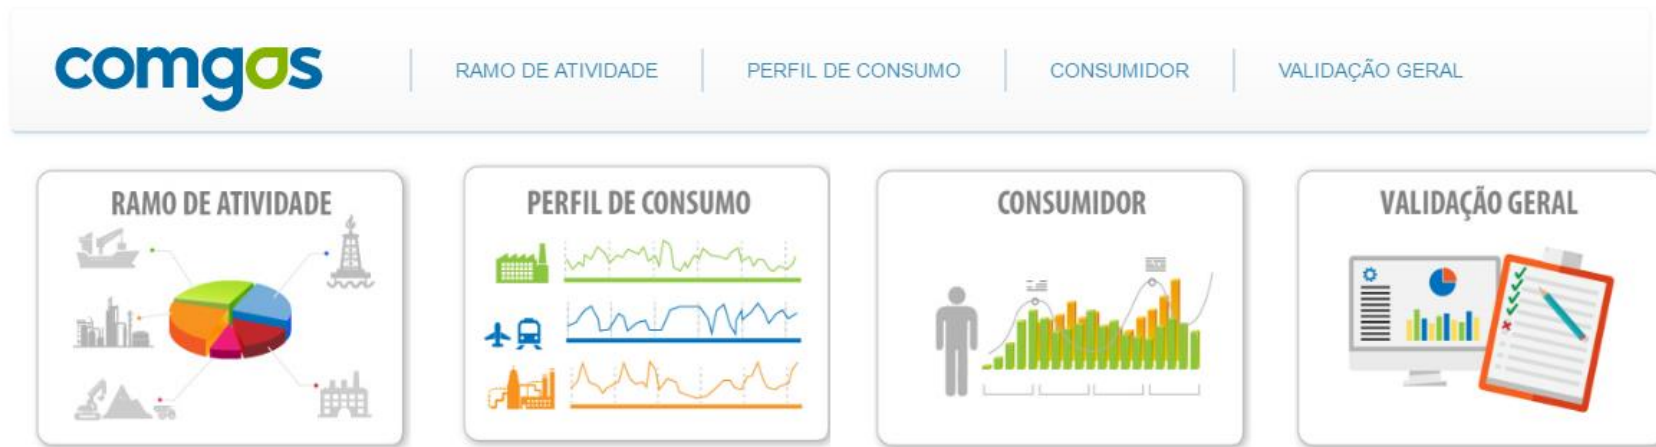 comgas
RAMO DE ATIVIDADE
PERFIL DE CONSUMO
CONSUMIDOR
VALIDAÇÃO GERAL
RAMO DE ATIVIDADE
PERFIL DE CONSUMO
CONSUMIDOR
VALIDAÇÃO GERAL